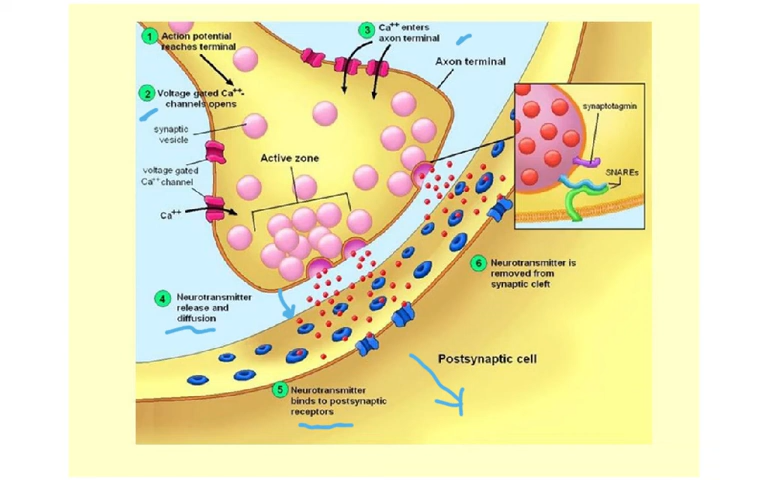 1 Action potential
reaches terminal
2 Voltage gated Ca++-
channels opens
3 Ca++ enters
axon terminal
Axon terminal
synaptotagmin
SNAREs
synaptic
vesicle
Active zone
voltage gated
Ca++ channel
Ca++
4 Neurotransmitter
release and
diffusion
6 Neurotransmitter is
removed from
synaptic cleft
Postsynaptic cell
5 Neurotransmitter
binds to postsynaptic
receptors